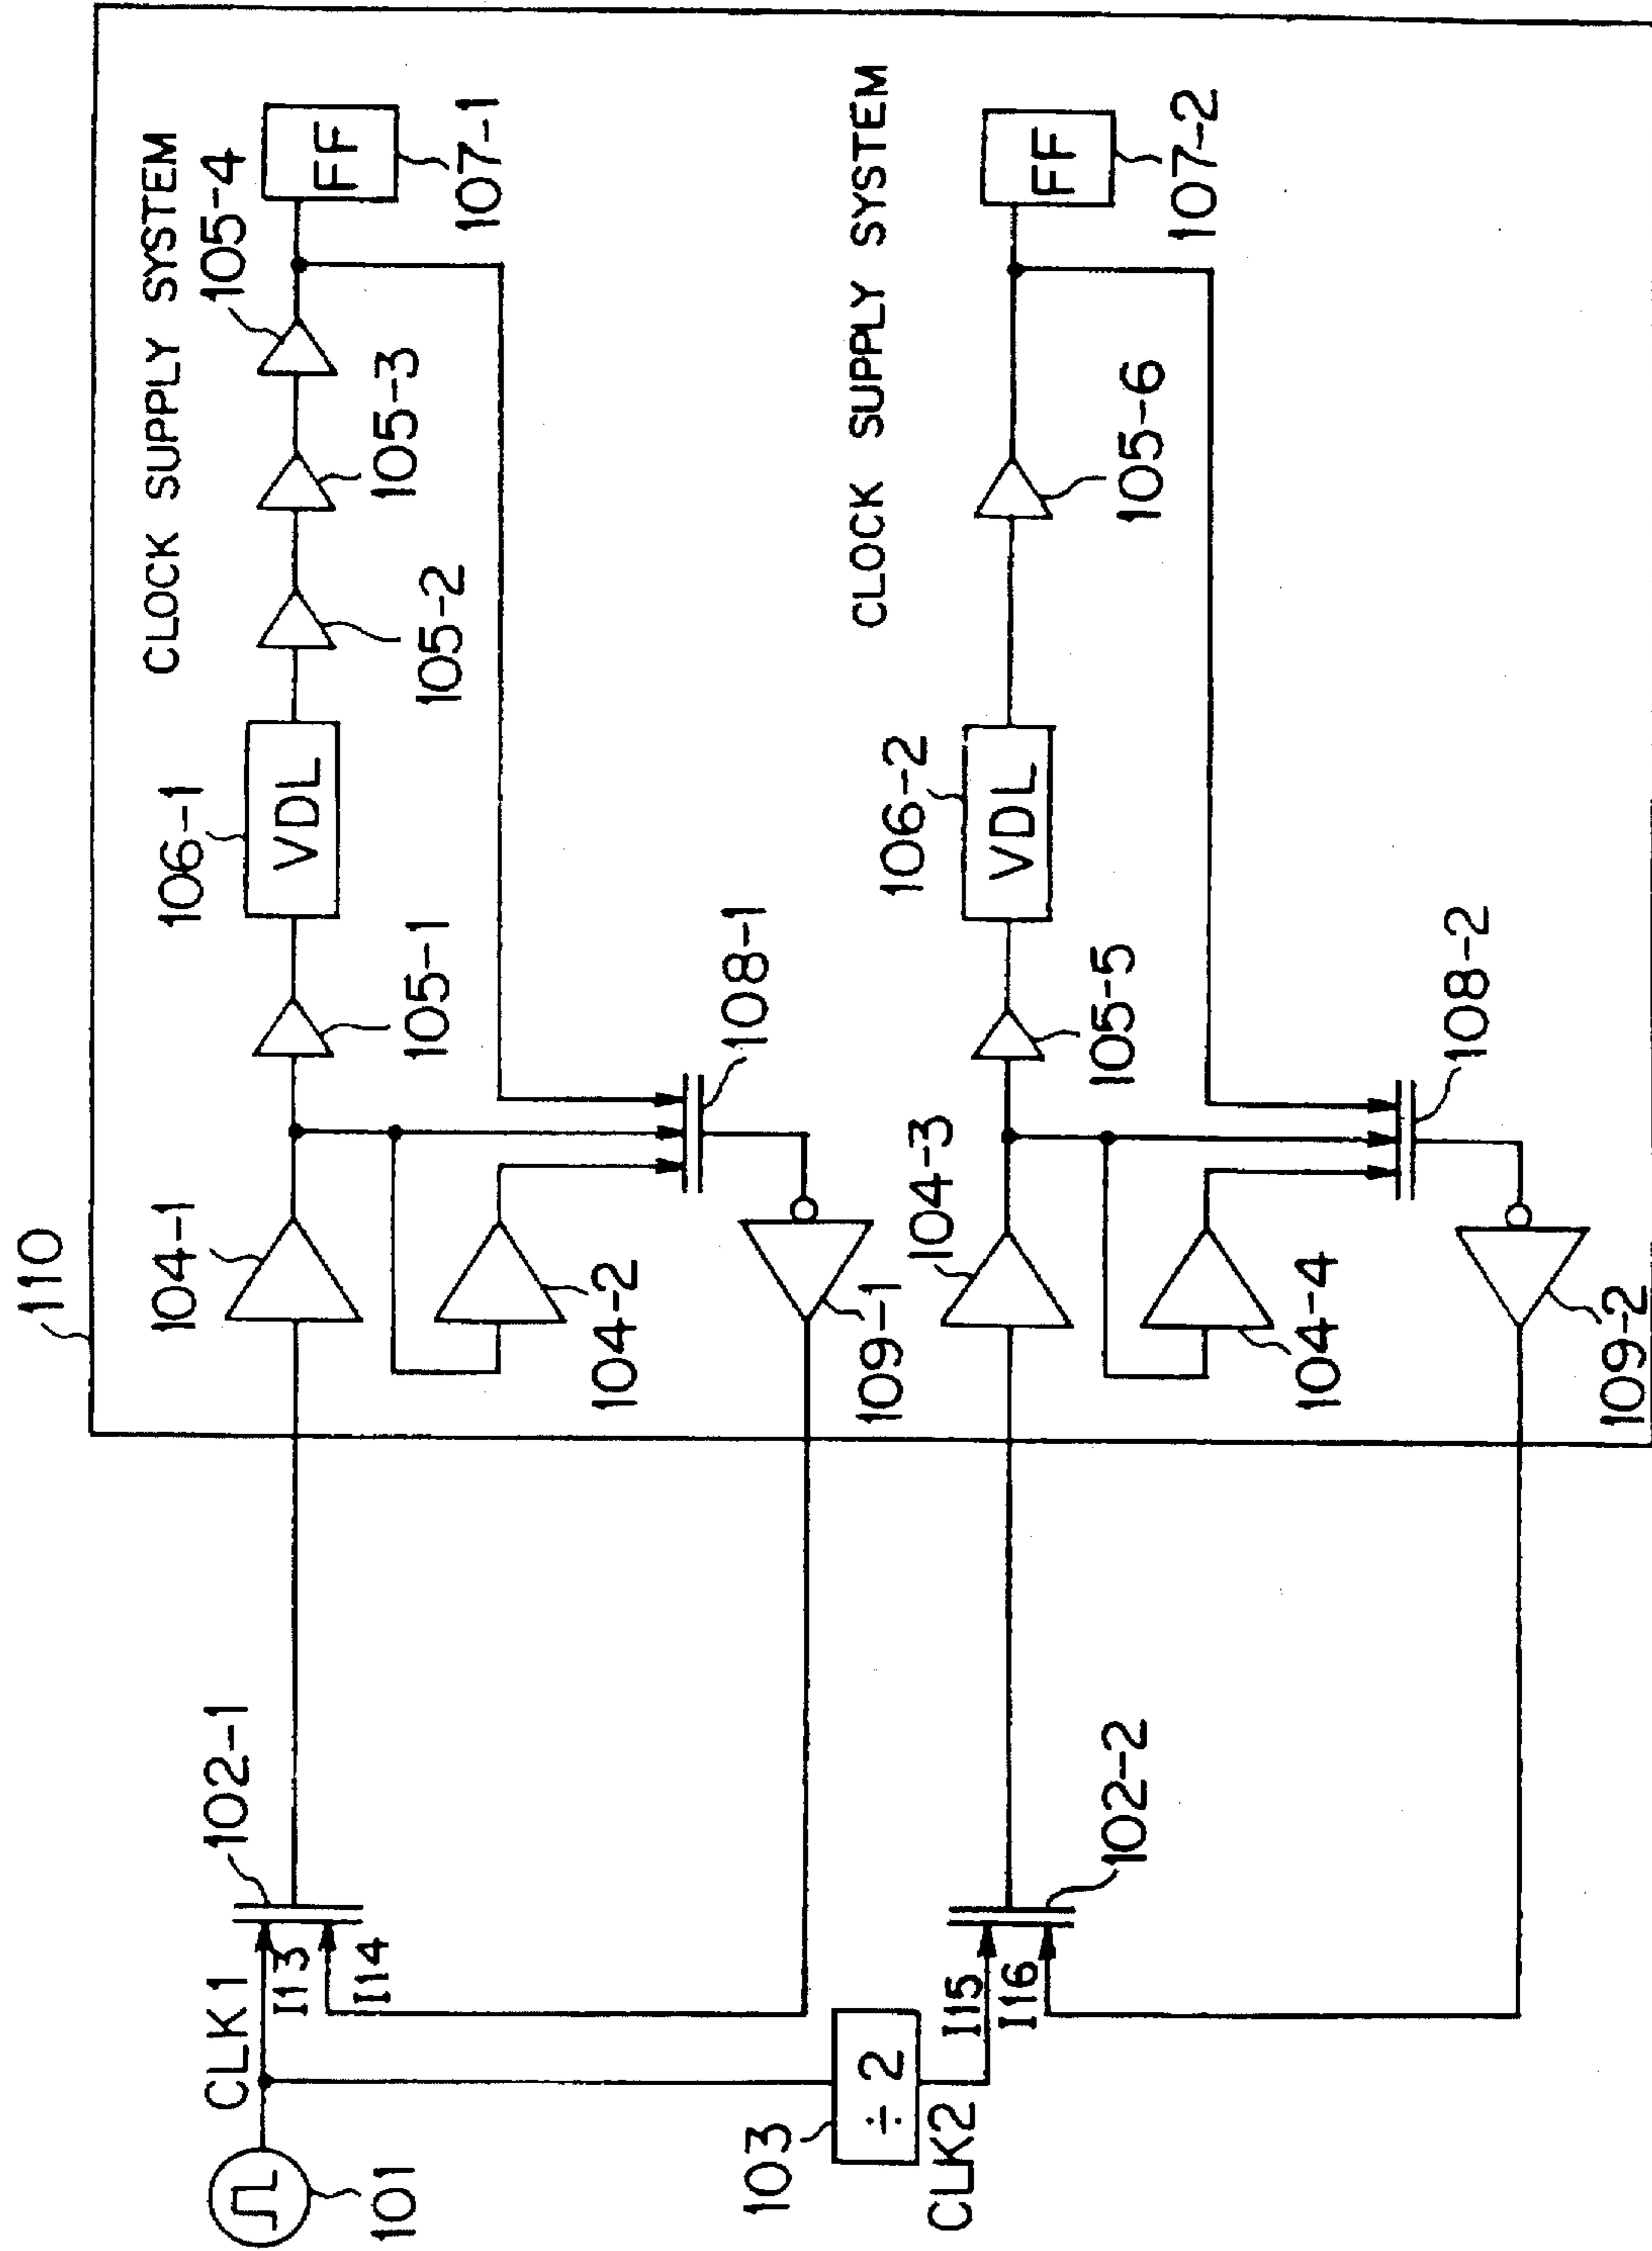 110
CLOCK SUPPLY SYSTEM
104-1
105-1
106-1
VDL
105-2
105-3
105-4
FF
107-1
104-2
108-1
109-1
CLK1
102-1
I13
I14
101
103
÷ 2
CLK2
I15
I16
102-2
CLOCK SUPPLY SYSTEM
104-3
105-5
106-2
VDL
105-6
FF
107-2
104-4
108-2
109-2